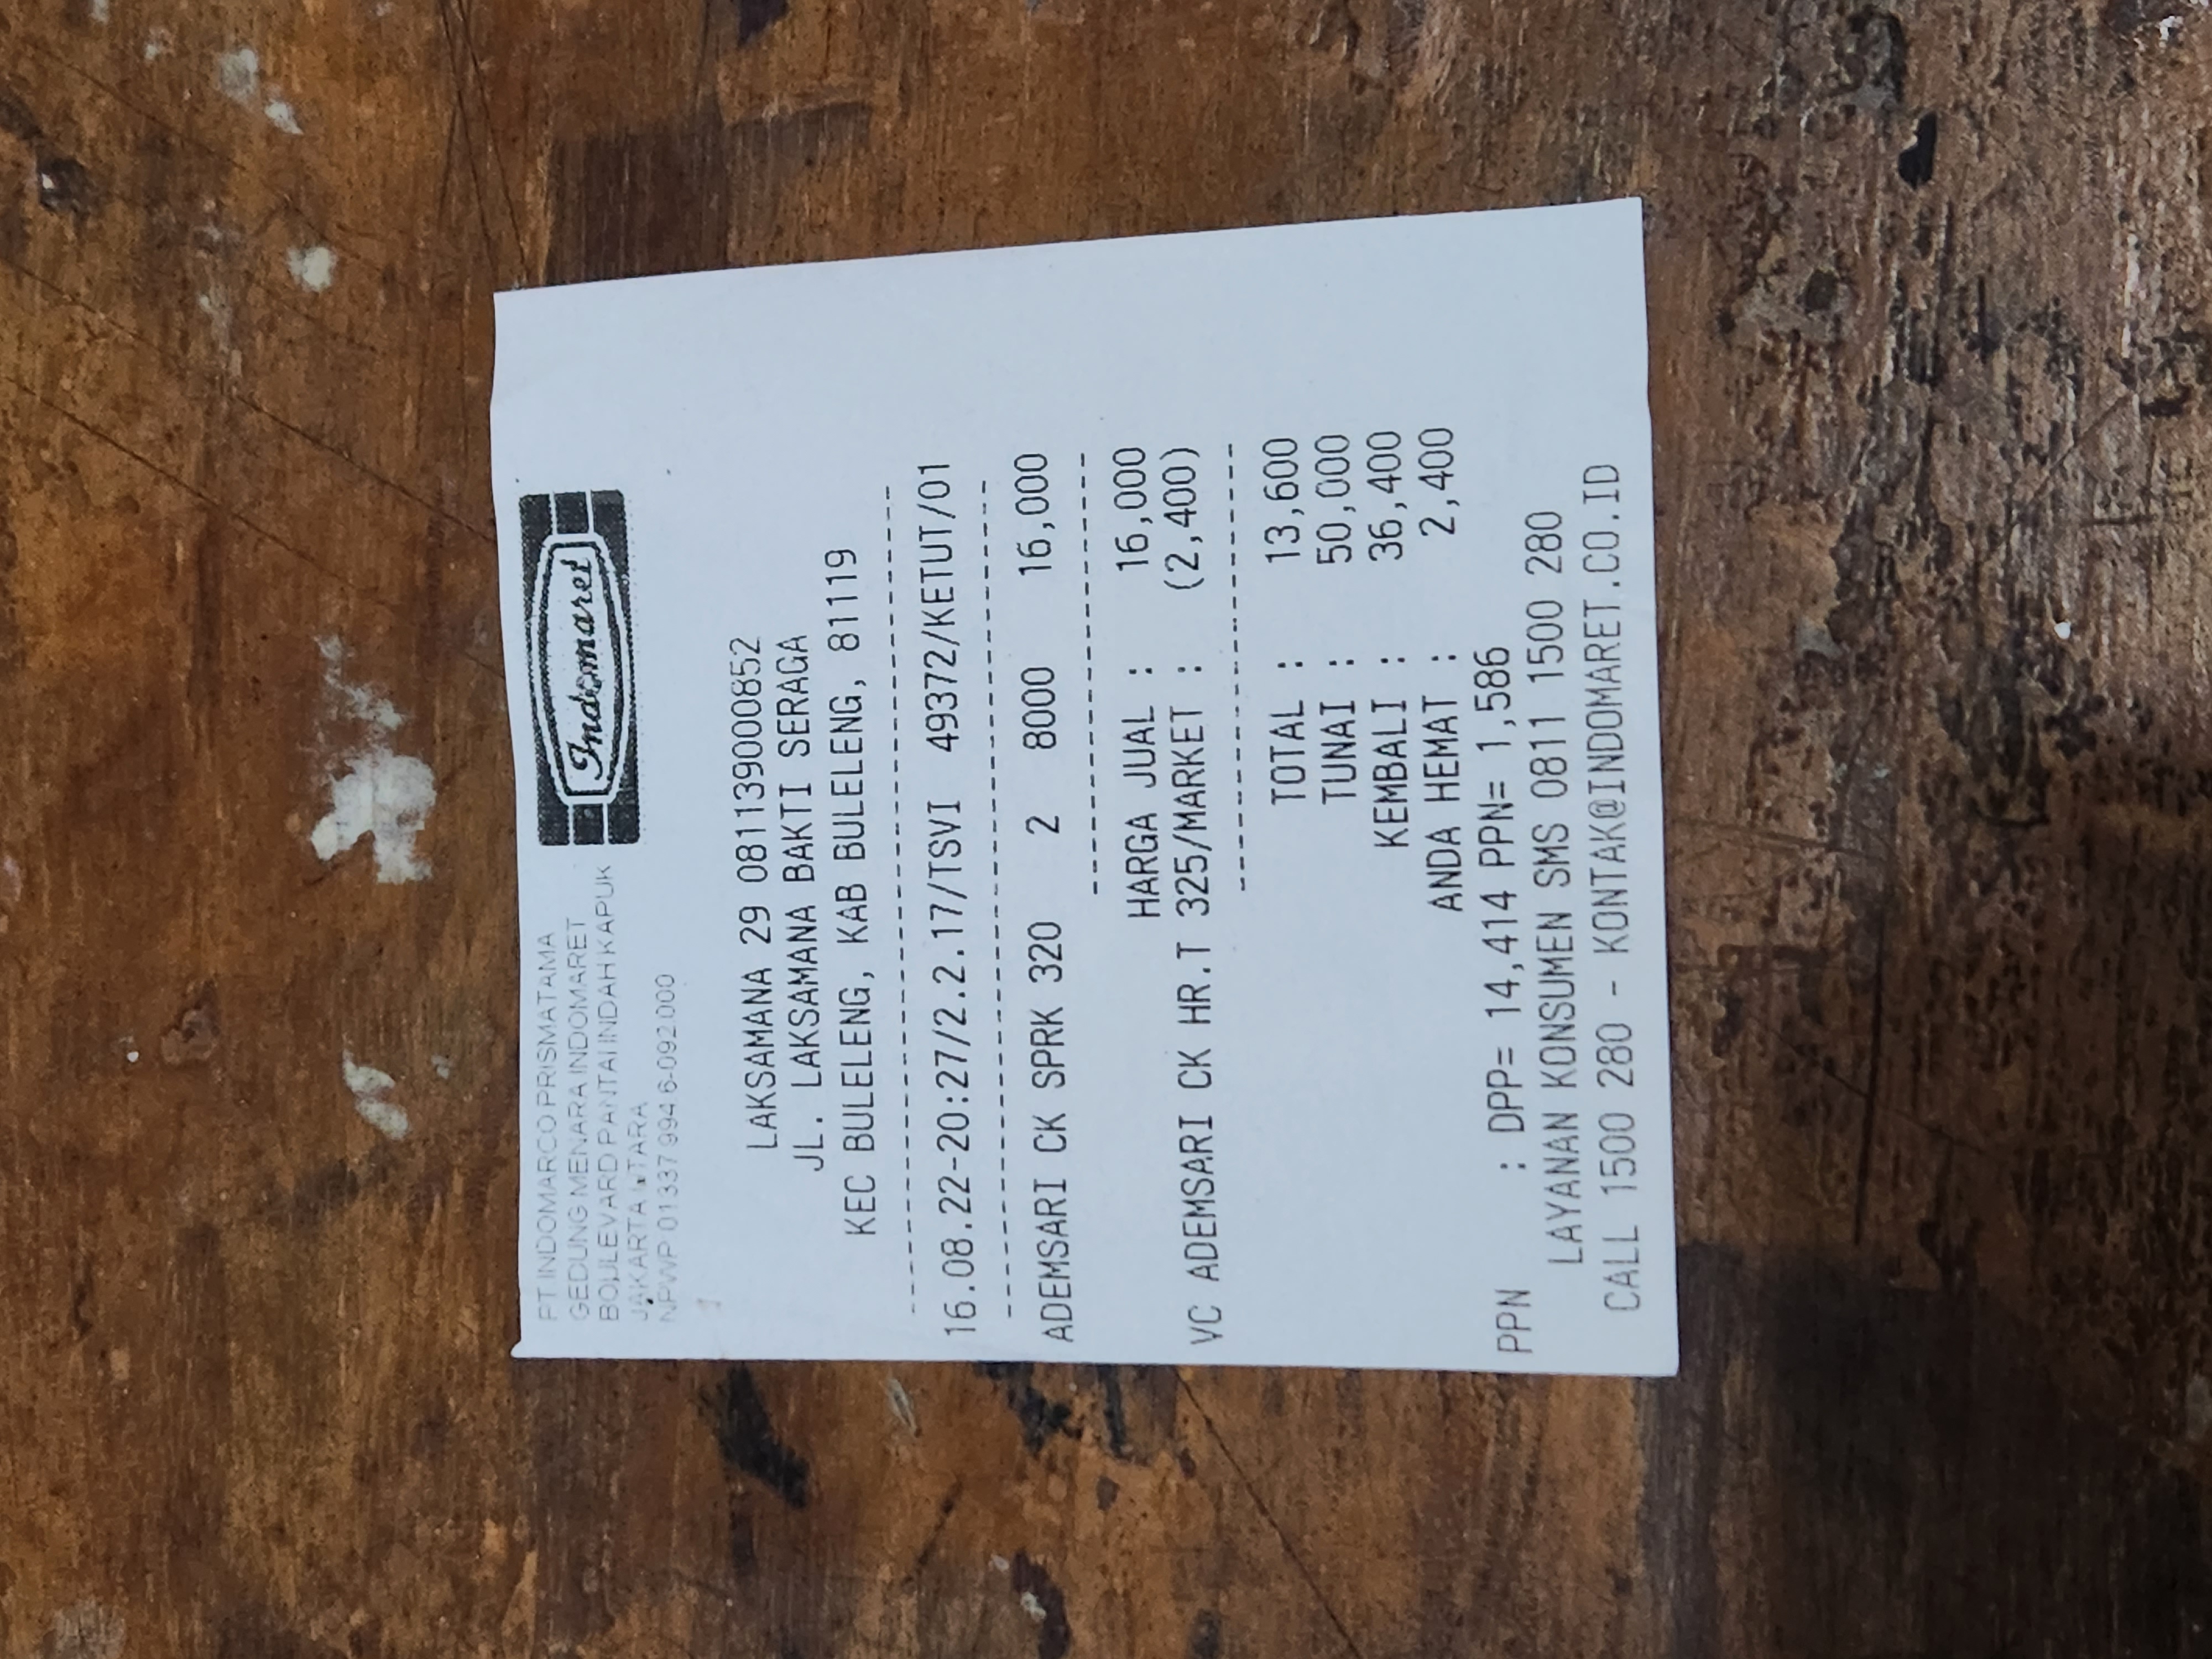 PT INDOMARCO PRISMATAMA
GEDUNG MENARA INDOMARET
BOULEVARD PANTAI INDAH KAPUK
JAKARTA UTARA
NPWP 01.337.994.6-092.000
Indomaret
LAKSAMANA 29 081139000852
JL. LAKSAMANA BAKTI SERAGA
KEC BULELENG, KAB BULELENG, 81119
16.08.22-20:27/2.2.17/TSVI 49372/KETUT/01
ADEMSARI CK SPRK 320 2 8000 16,000
HARGA JUAL : 16,000
VC ADEMSARI CK HR.T 325/MARKET : (2,400)
TOTAL : 13,600
TUNAI : 50,000
KEMBALI : 36,400
ANDA HEMAT : 2,400
PPN : DPP= 14,414 PPN= 1,586
LAYANAN KONSUMEN SMS 0811 1500 280
CALL 1500 280 - KONTAK@INDOMARET.CO.ID